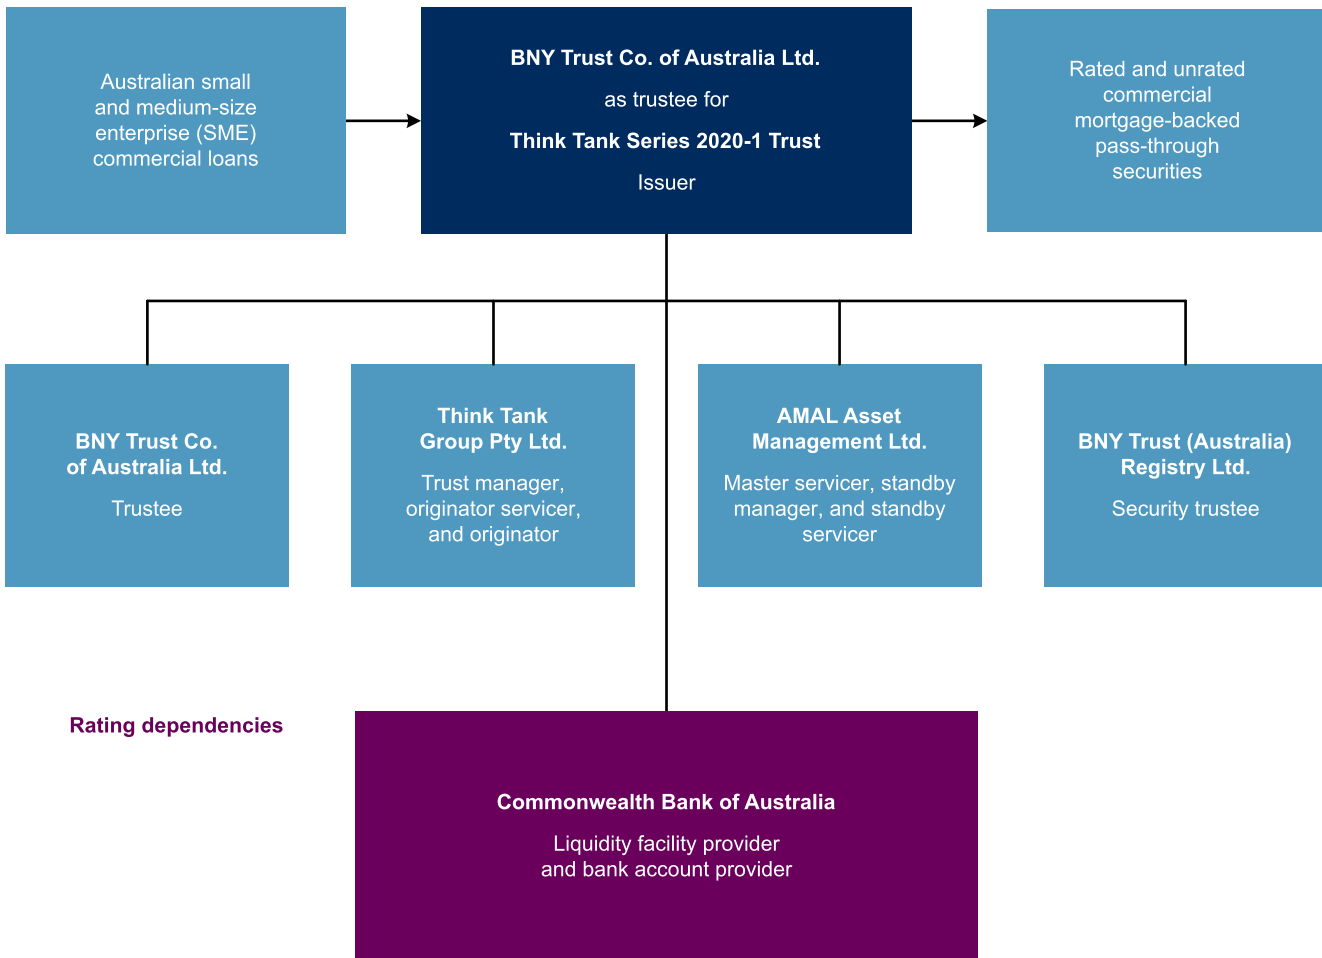 Australian small
and medium-size
enterprise (SME)
commercial loans
BNY Trust Co. of Australia Ltd.
as trustee for
Think Tank Series 2020-1 Trust
Issuer
Rated and unrated
commercial
mortgage-backed
pass-through
securities
BNY Trust Co.
of Australia Ltd.
Trustee
Think Tank
Group Pty Ltd.
Trust manager,
originator servicer,
and originator
AMAL Asset
Management Ltd.
Master servicer, standby
manager, and standby
servicer
BNY Trust (Australia)
Registry Ltd.
Security trustee
Rating dependencies
Commonwealth Bank of Australia
Liquidity facility provider
and bank account provider